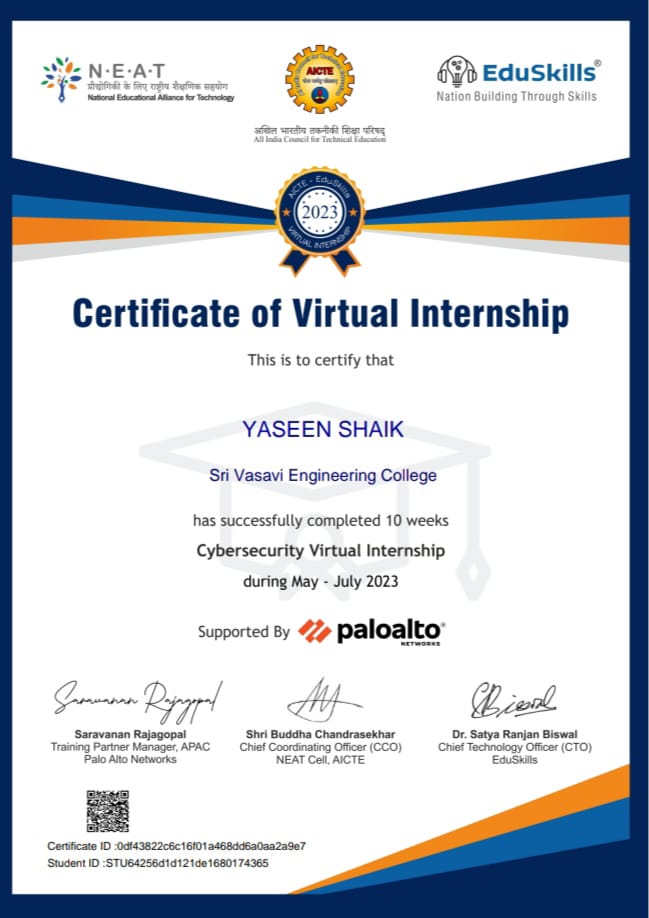 N·E·A·T
प्रौद्योगिकी के लिए राष्ट्रीय शैक्षणिक सहयोग
National Educational Alliance for Technology
AICTE
अखिल भारतीय तकनीकी शिक्षा परिषद्
All India Council for Technical Education
EduSkills®
Nation Building Through Skills
AICTE - EduSkills
2023
VIRTUAL INTERNSHIP
Certificate of Virtual Internship
This is to certify that
YASEEN SHAIK
Sri Vasavi Engineering College
has successfully completed 10 weeks
Cybersecurity Virtual Internship
during May - July 2023
Supported By paloalto®
NETWORKS
Saravanan Rajagopal
Saravanan Rajagopal
Training Partner Manager, APAC
Palo Alto Networks
Shri Buddha Chandrasekhar
Chief Coordinating Officer (CCO)
NEAT Cell, AICTE
SRBiswal
Dr. Satya Ranjan Biswal
Chief Technology Officer (CTO)
EduSkills
Certificate ID :0df43822c6c16f01a468dd6a0aa2a9e7
Student ID :STU64256d1d121de1680174365